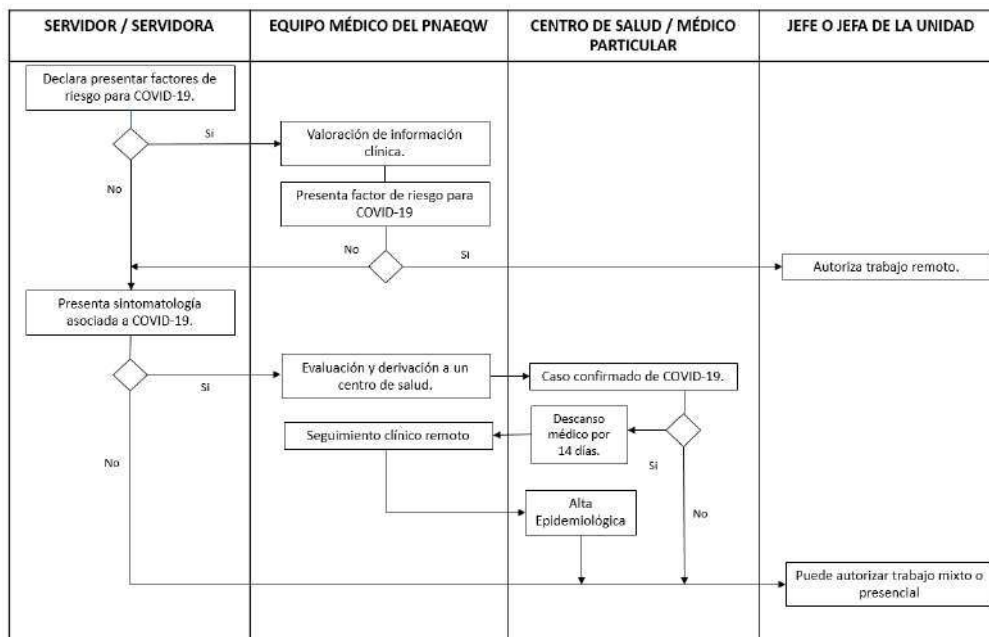 SERVIDOR / SERVIDORA
EQUIPO MÉDICO DEL PNAEQW
CENTRO DE SALUD / MÉDICO
PARTICULAR
JEFE O JEFA DE LA UNIDAD
Declara presentar factores de
riesgo para COVID-19.
Si
Valoración de información
clínica.
No
Presenta factor de riesgo para
COVID-19
No
Si
Autoriza trabajo remoto.
Presenta sintomatología
asociada a COVID-19.
Si
Evaluación y derivación a un
centro de salud.
Caso confirmado de COVID-19.
Descanso
médico por
14 días.
Seguimiento clínico remoto
Si
No
No
Alta
Epidemiológica
Puede autorizar trabajo mixto o
presencial